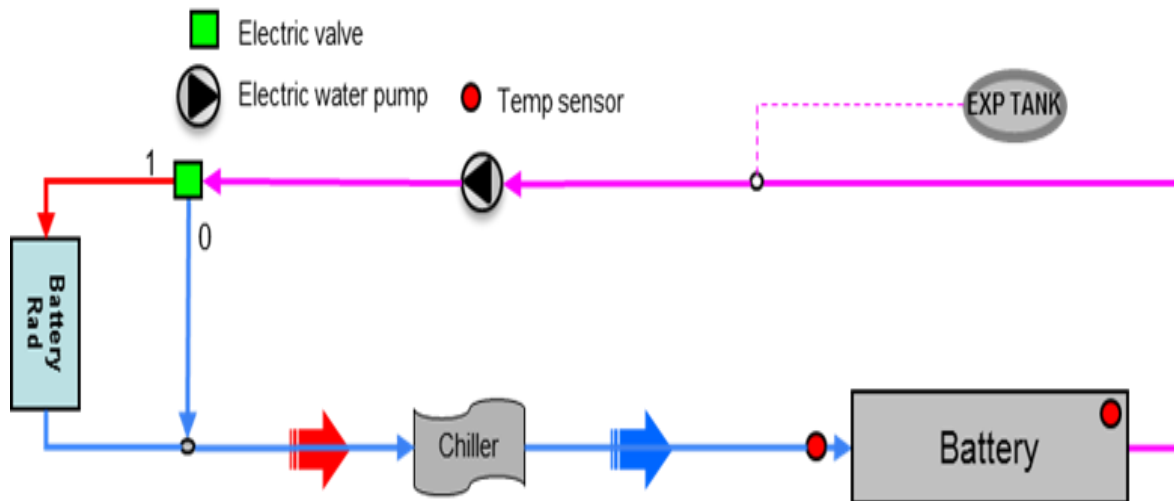 Electric valve
Electric water pump
Temp sensor
EXP TANK
1
0
Battery
Rad
Chiller
Battery